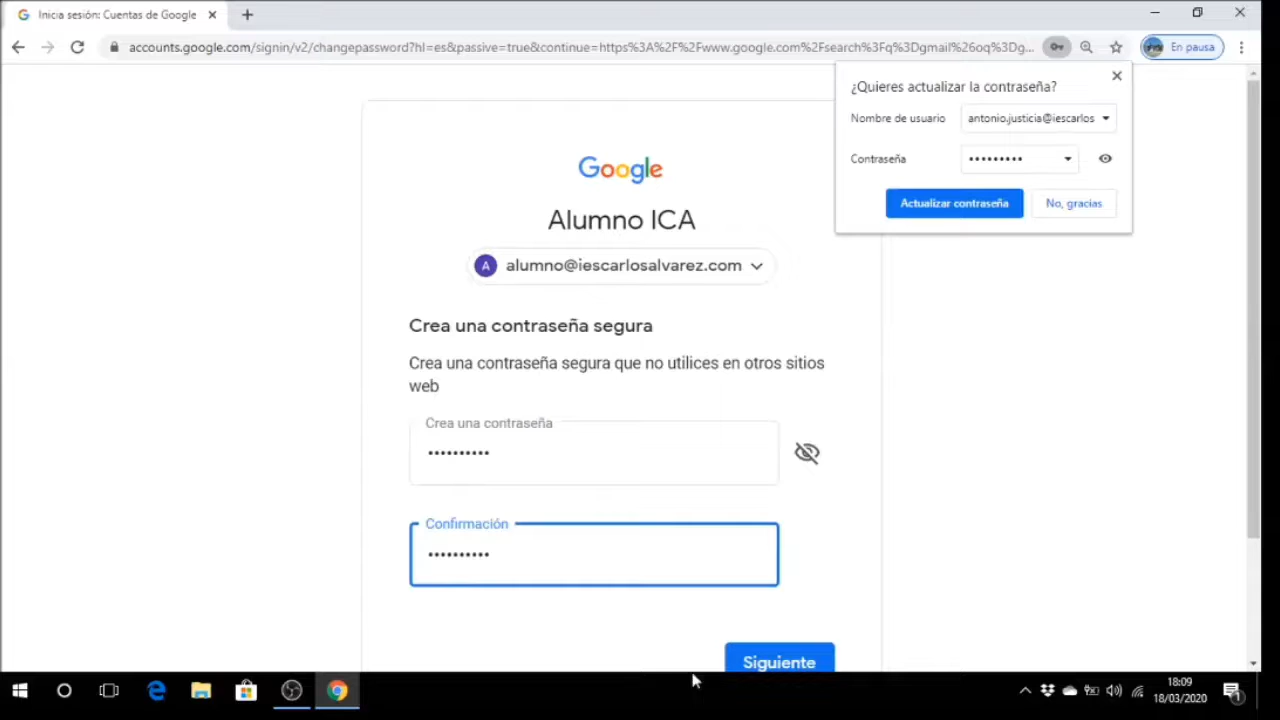 Inicia sesión: Cuentas de Google
accounts.google.com/signin/v2/changepassword?hl=es&passive=true&continue=https%3A%2F%2Fwww.google.com%2Fsearch%3Fq%3Dgmail%26oq%3Dg...
En pausa
¿Quieres actualizar la contraseña?
Nombre de usuario
antonio.justicia@iescarlos
Contraseña
•••••••••
Actualizar contraseña
No, gracias
Google
Alumno ICA
A
alumno@iescarlosalvarez.com
Crea una contraseña segura
Crea una contraseña segura que no utilices en otros sitios
web
Crea una contraseña
••••••••••
Confirmación
••••••••••
Siguiente
18:09
18/03/2020
1